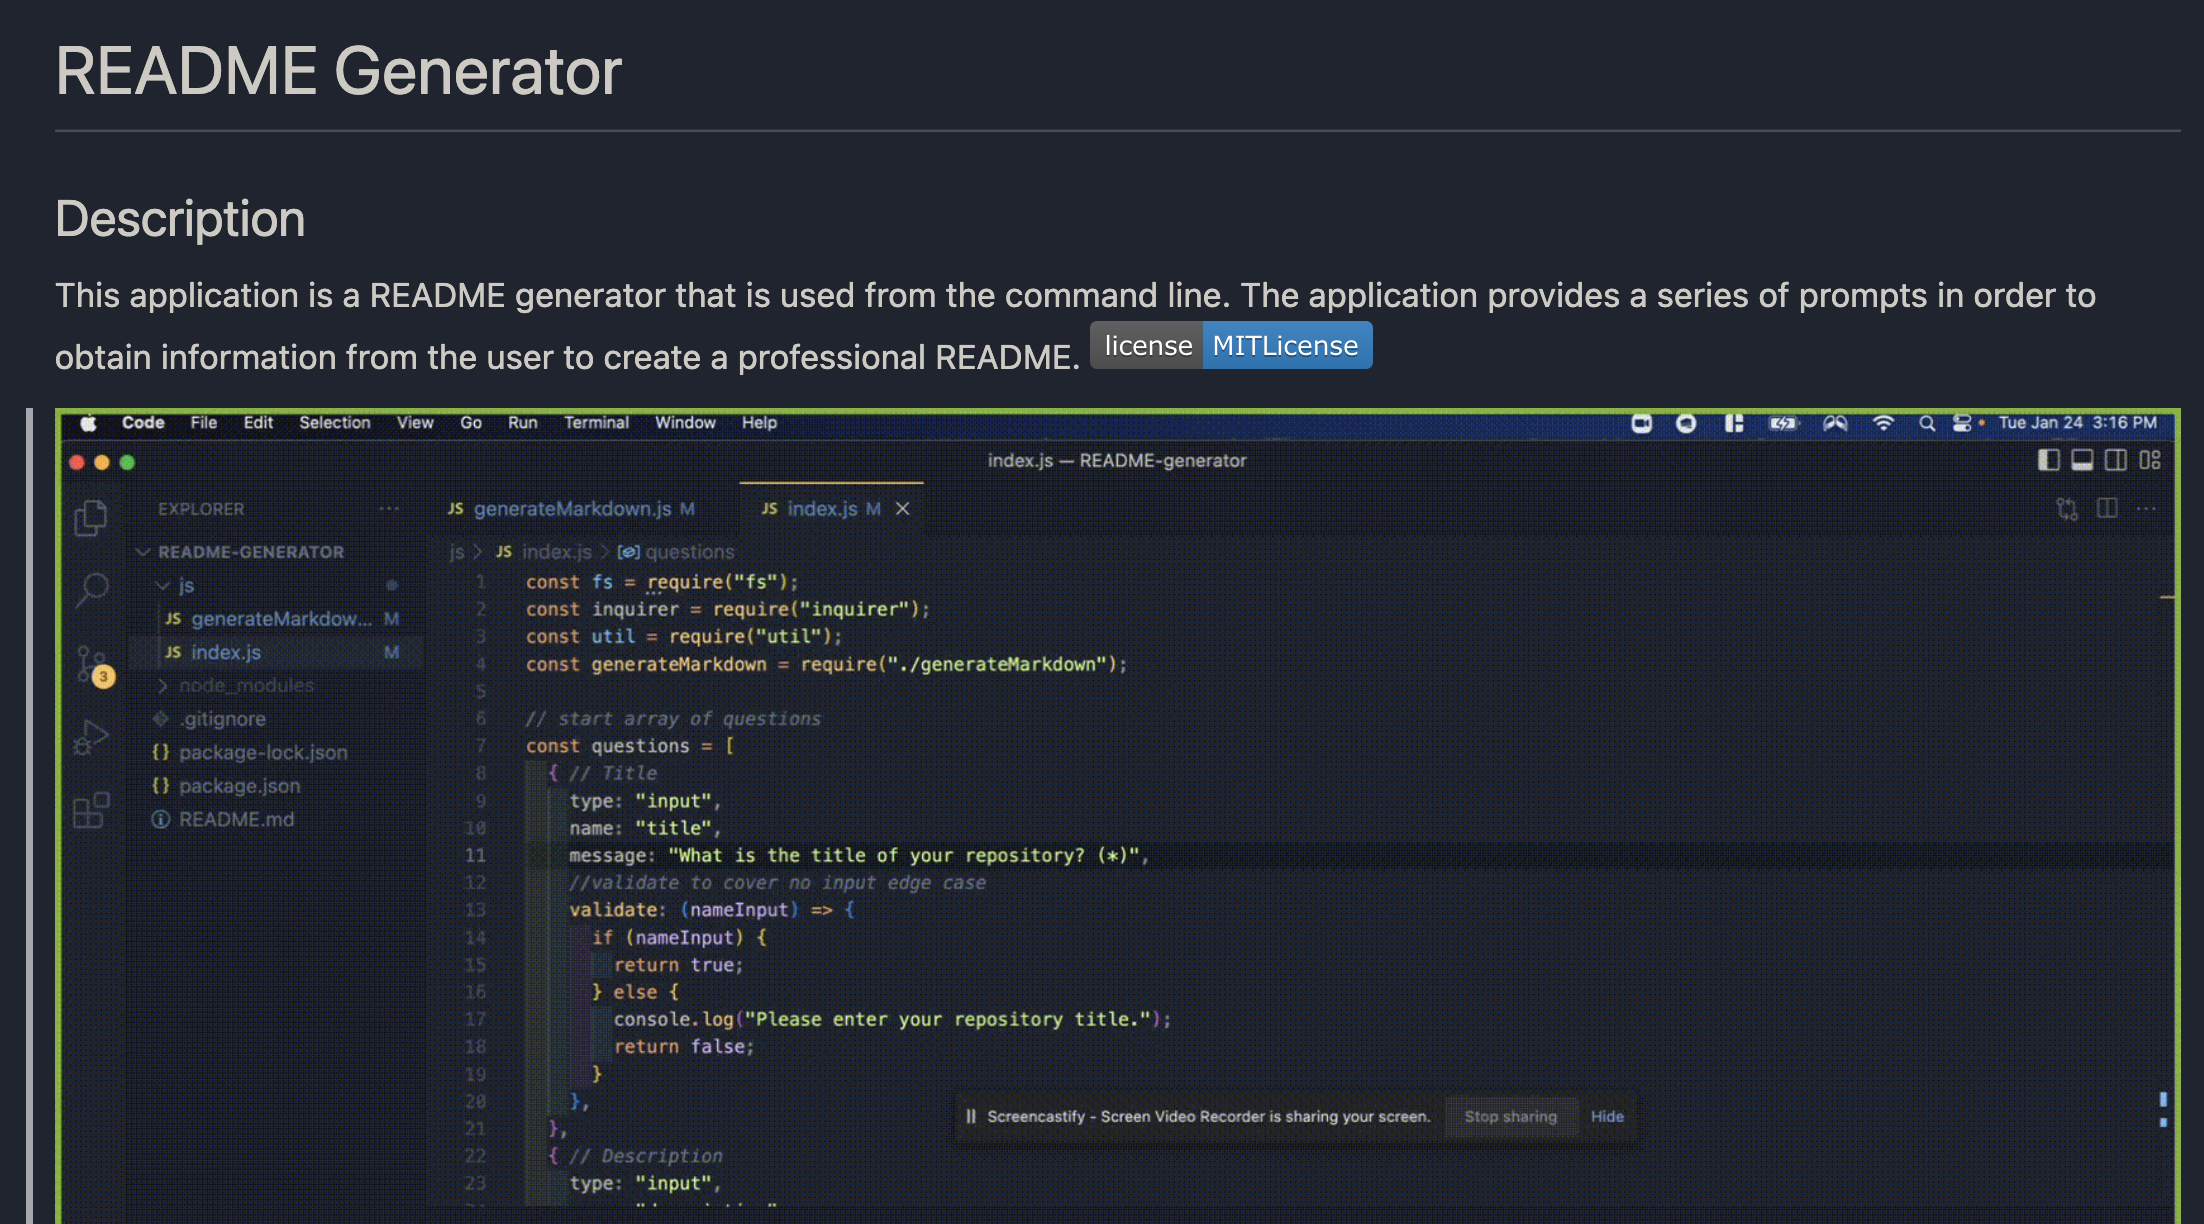 README Generator
Description
This application is a README generator that is used from the command line. The application provides a series of prompts in order to
obtain information from the user to create a professional README. license MITLicense
Code File Edit Selection View Go Run Terminal Window Help Tue Jan 24 3:16 PM
index.js — README-generator
EXPLORER ··· JS generateMarkdown.js M JS index.js M ···
README-GENERATOR js > JS index.js > questions
js
JS generateMarkdow... M
JS index.js M
3
node_modules
.gitignore
{} package-lock.json
{} package.json
README.md
1 const fs = require("fs");
2 const inquirer = require("inquirer");
3 const util = require("util");
4 const generateMarkdown = require("./generateMarkdown");
5
6 // start array of questions
7 const questions = [
8 { // Title
9 type: "input",
10 name: "title",
11 message: "What is the title of your repository? (*)",
12 //validate to cover no input edge case
13 validate: (nameInput) => {
14 if (nameInput) {
15 return true;
16 } else {
17 console.log("Please enter your repository title.");
18 return false;
19 }
20 },
21 },
22 { // Description
23 type: "input",
Screencastify - Screen Video Recorder is sharing your screen. Stop sharing Hide